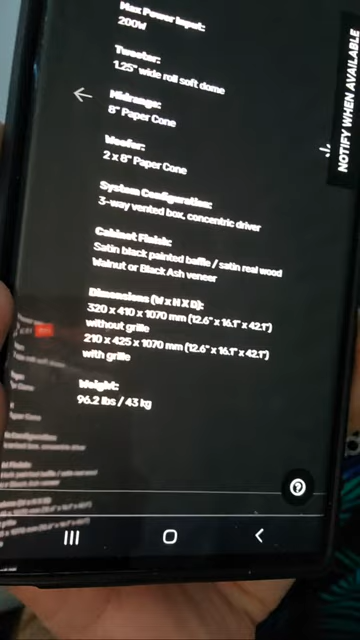 Max Power Input:
200W
Tweeter:
1.25" wide roll soft dome
Midrange:
8" Paper Cone
Woofer:
2 x 8" Paper Cone
System Configuration:
3-way vented box, concentric driver
Cabinet Finish:
Satin black painted baffle / satin real wood
Walnut or Black Ash veneer
Dimensions (W x H X D):
320 x 410 x 1070 mm (12.6" x 16.1" x 42.1")
without grille
210 x 425 x 1070 mm (12.6" x 16.1" x 42.1")
with grille
Weight:
96.2 lbs / 43 kg
NOTIFY WHEN AVAILABLE